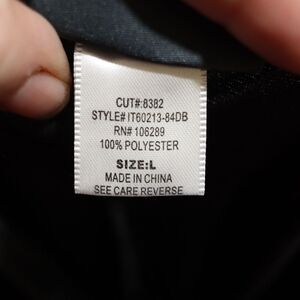 CUT#:8382
STYLE# IT60213-84DB
RN# 106289
100% POLYESTER
SIZE:L
MADE IN CHINA
SEE CARE REVERSE